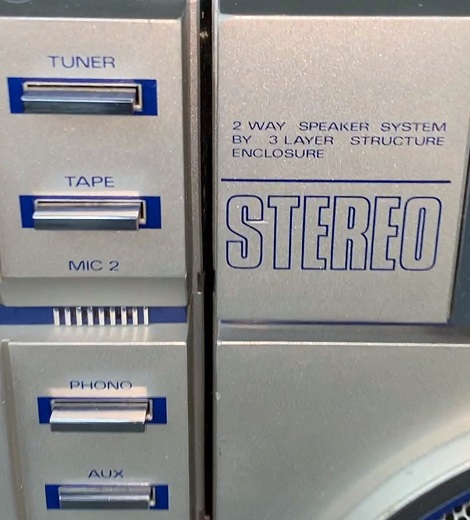 TUNER
TAPE
MIC 2
PHONO
AUX
2 WAY SPEAKER SYSTEM
BY 3 LAYER STRUCTURE
ENCLOSURE
STEREO